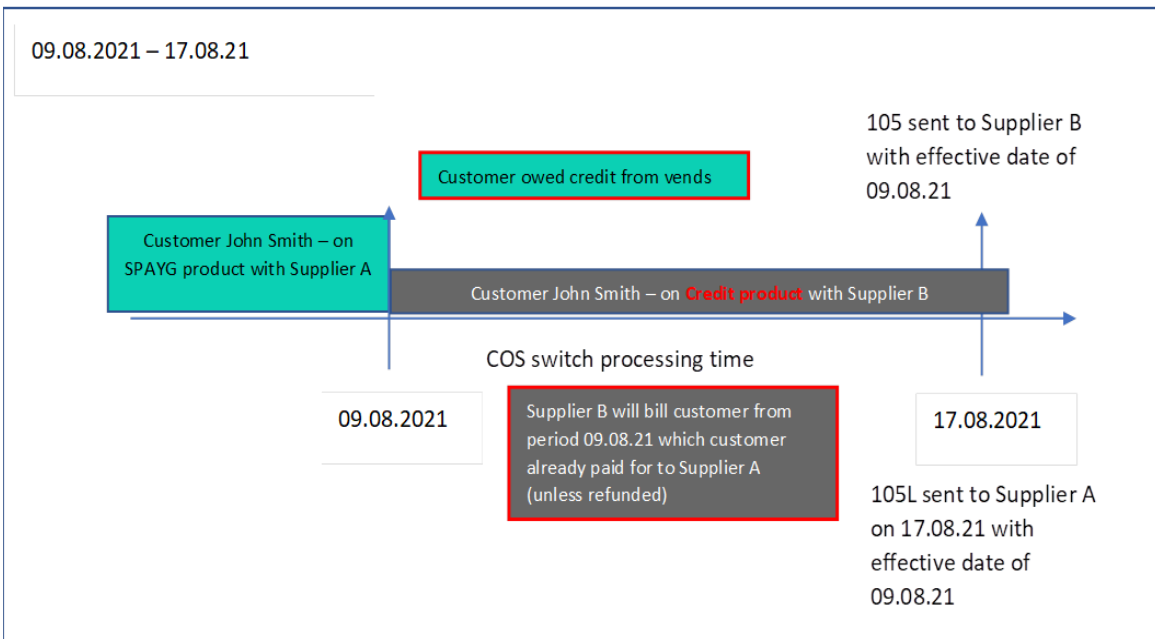 09.08.2021 – 17.08.21
105 sent to Supplier B
with effective date of
09.08.21
Customer owed credit from vends
Customer John Smith – on
SPAYG product with Supplier A
Customer John Smith – on Credit product with Supplier B
COS switch processing time
09.08.2021
Supplier B will bill customer from
period 09.08.21 which customer
already paid for to Supplier A
(unless refunded)
17.08.2021
105L sent to Supplier A
on 17.08.21 with
effective date of
09.08.21